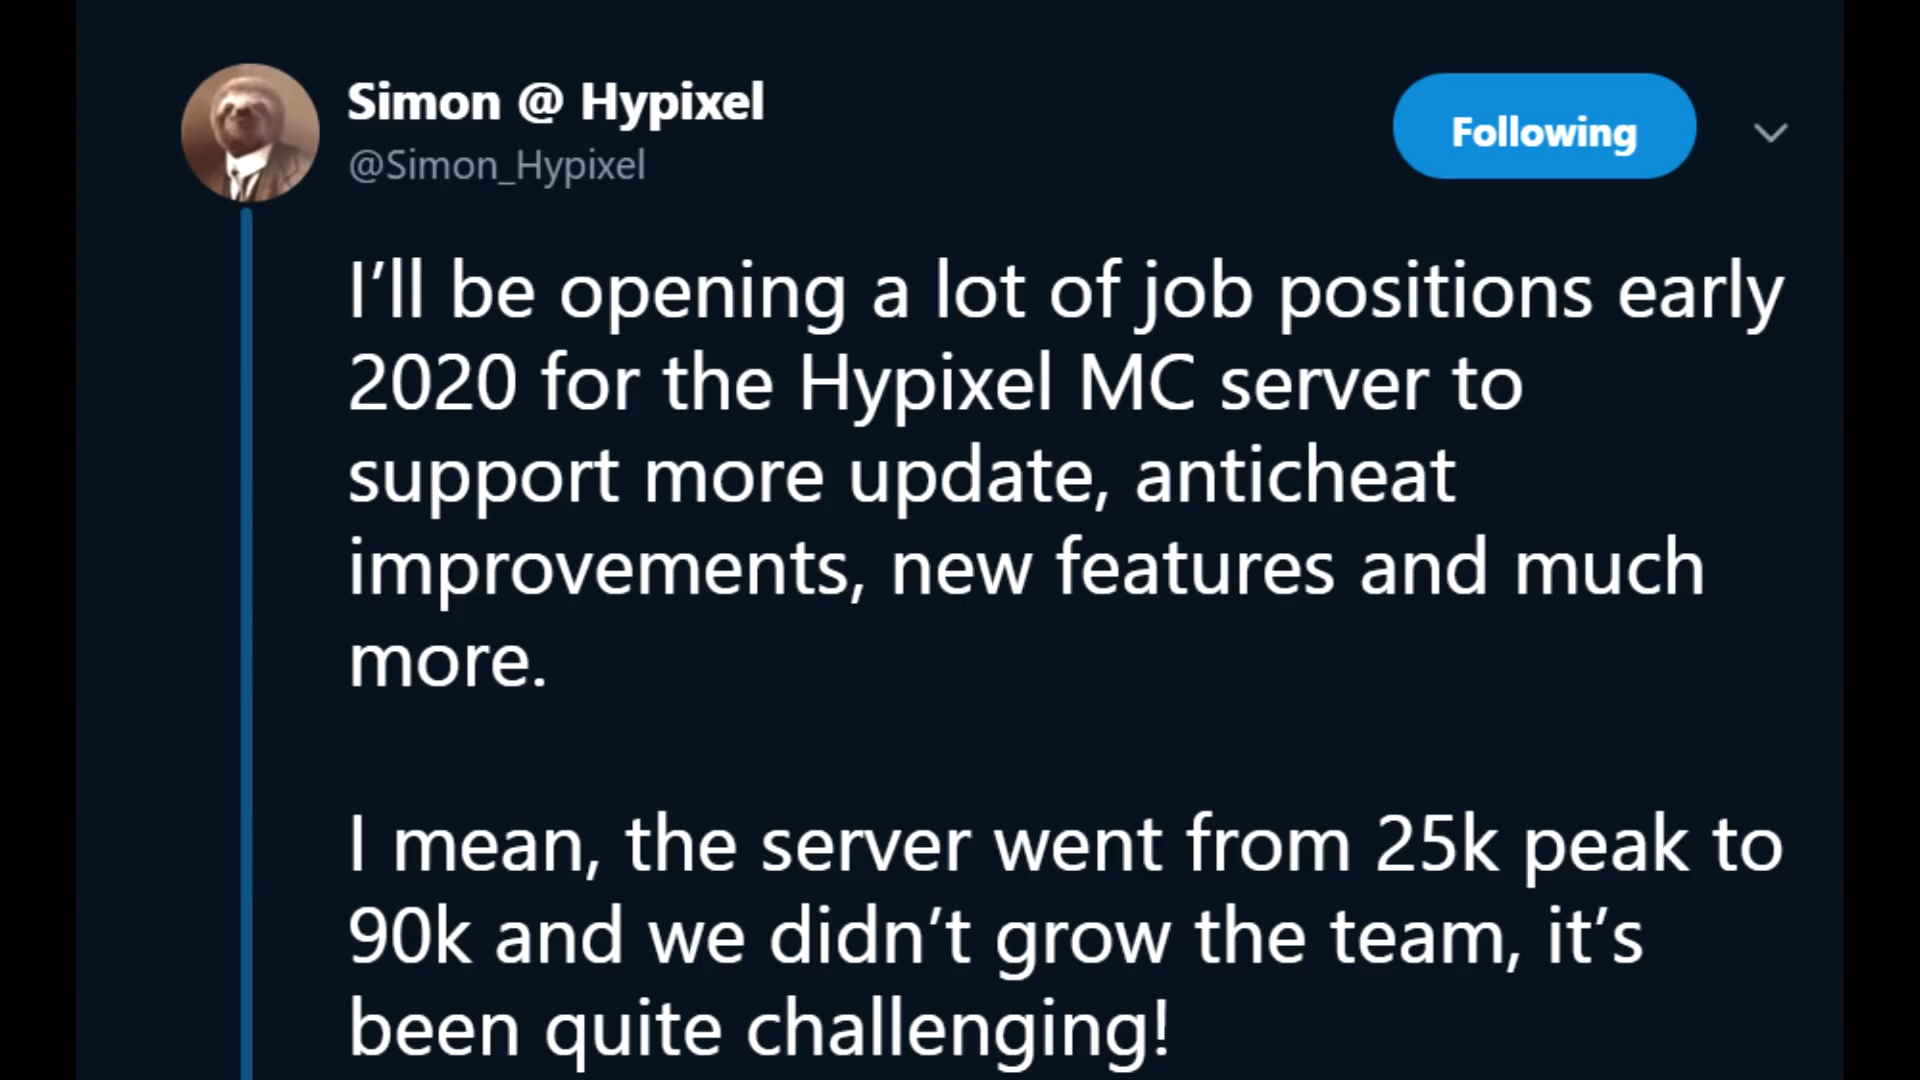 Simon @ Hypixel
@Simon_Hypixel
Following
I’ll be opening a lot of job positions early
2020 for the Hypixel MC server to
support more update, anticheat
improvements, new features and much
more.
I mean, the server went from 25k peak to
90k and we didn’t grow the team, it’s
been quite challenging!